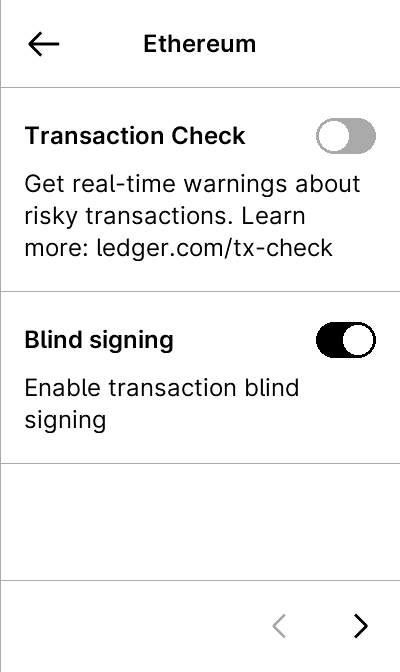 Ethereum
Transaction Check
Get real-time warnings about
risky transactions. Learn
more: ledger.com/tx-check
Blind signing
Enable transaction blind
signing